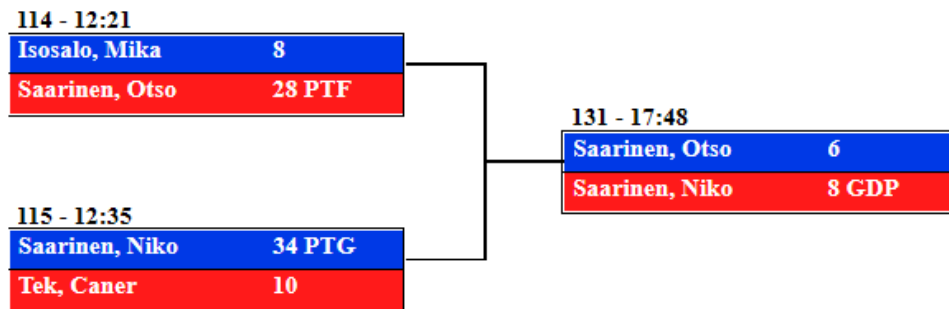 114 - 12:21
Isosalo, Mika 8
Saarinen, Otso 28 PTF
115 - 12:35
Saarinen, Niko 34 PTG
Tek, Caner 10
131 - 17:48
Saarinen, Otso 6
Saarinen, Niko 8 GDP